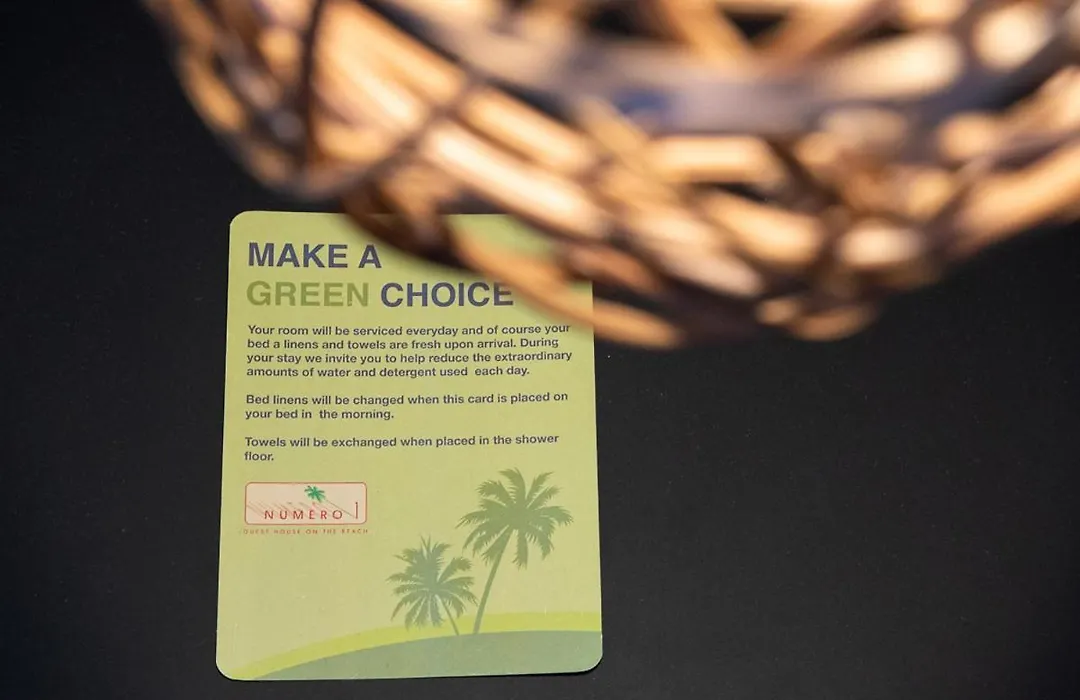 MAKE A
GREEN CHOICE
Your room will be serviced everyday and of course your
bed a linens and towels are fresh upon arrival. During
your stay we invite you to help reduce the extraordinary
amounts of water and detergent used each day.
Bed linens will be changed when this card is placed on
your bed in the morning.
Towels will be exchanged when placed in the shower
floor.
NUMERO 1
GUEST HOUSE ON THE BEACH